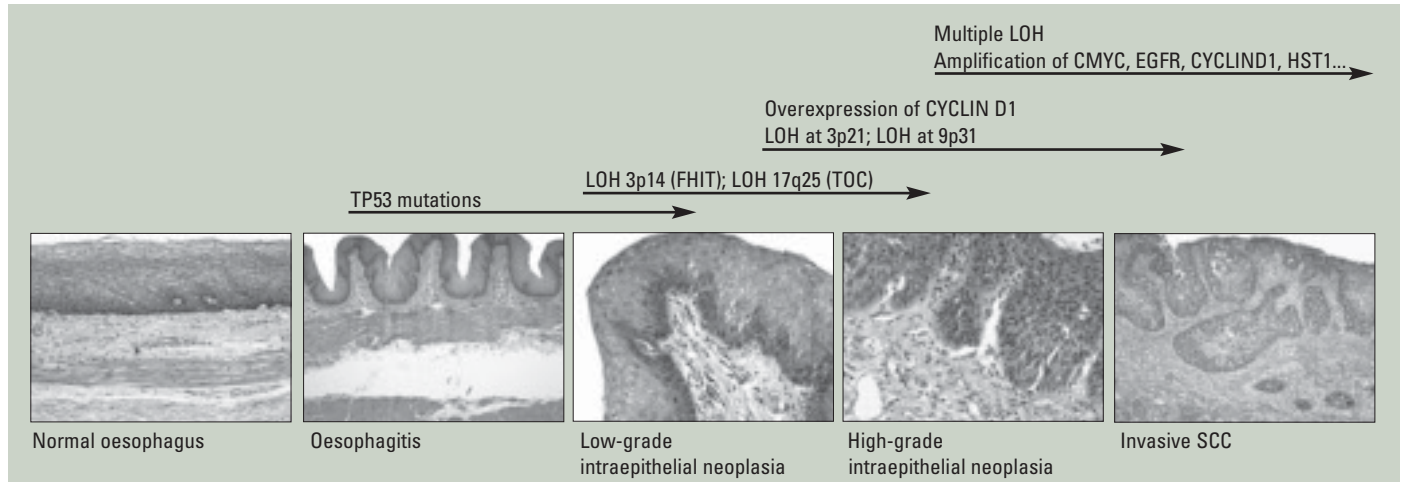 Multiple LOH
Amplification of CMYC, EGFR, CYCLIND1, HST1...
Overexpression of CYCLIN D1
LOH at 3p21; LOH at 9p31
LOH 3p14 (FHIT); LOH 17q25 (TOC)
TP53 mutations
Normal oesophagus
Oesophagitis
Low-grade
intraepithelial neoplasia
High-grade
intraepithelial neoplasia
Invasive SCC